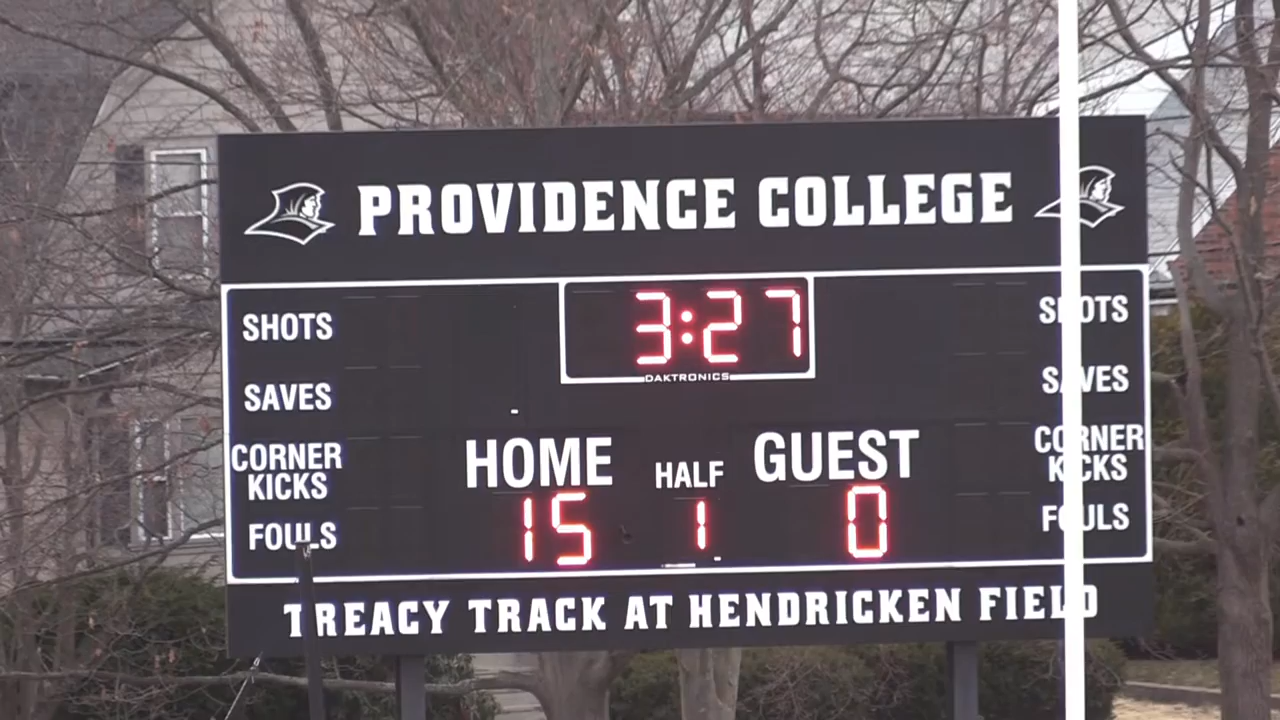 PROVIDENCE COLLEGE
3:27
SHOTS
SHOTS
DAKTRONICS
SAVES
SAVES
HOME HALF GUEST
CORNER KICKS
CORNER KICKS
15 1 0
FOULS
FOULS
TREACY TRACK AT HENDRICKEN FIELD